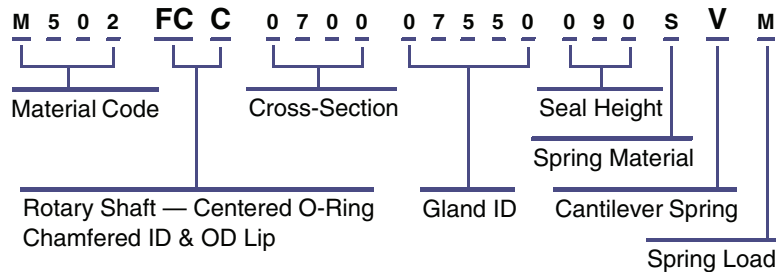 M 5 0 2 FC C 0 7 0 0 0 7 5 5 0 0 9 0 S V M
Material Code
Cross-Section
Seal Height
Spring Material
Rotary Shaft — Centered O-Ring
Chamfered ID & OD Lip
Gland ID
Cantilever Spring
Spring Load